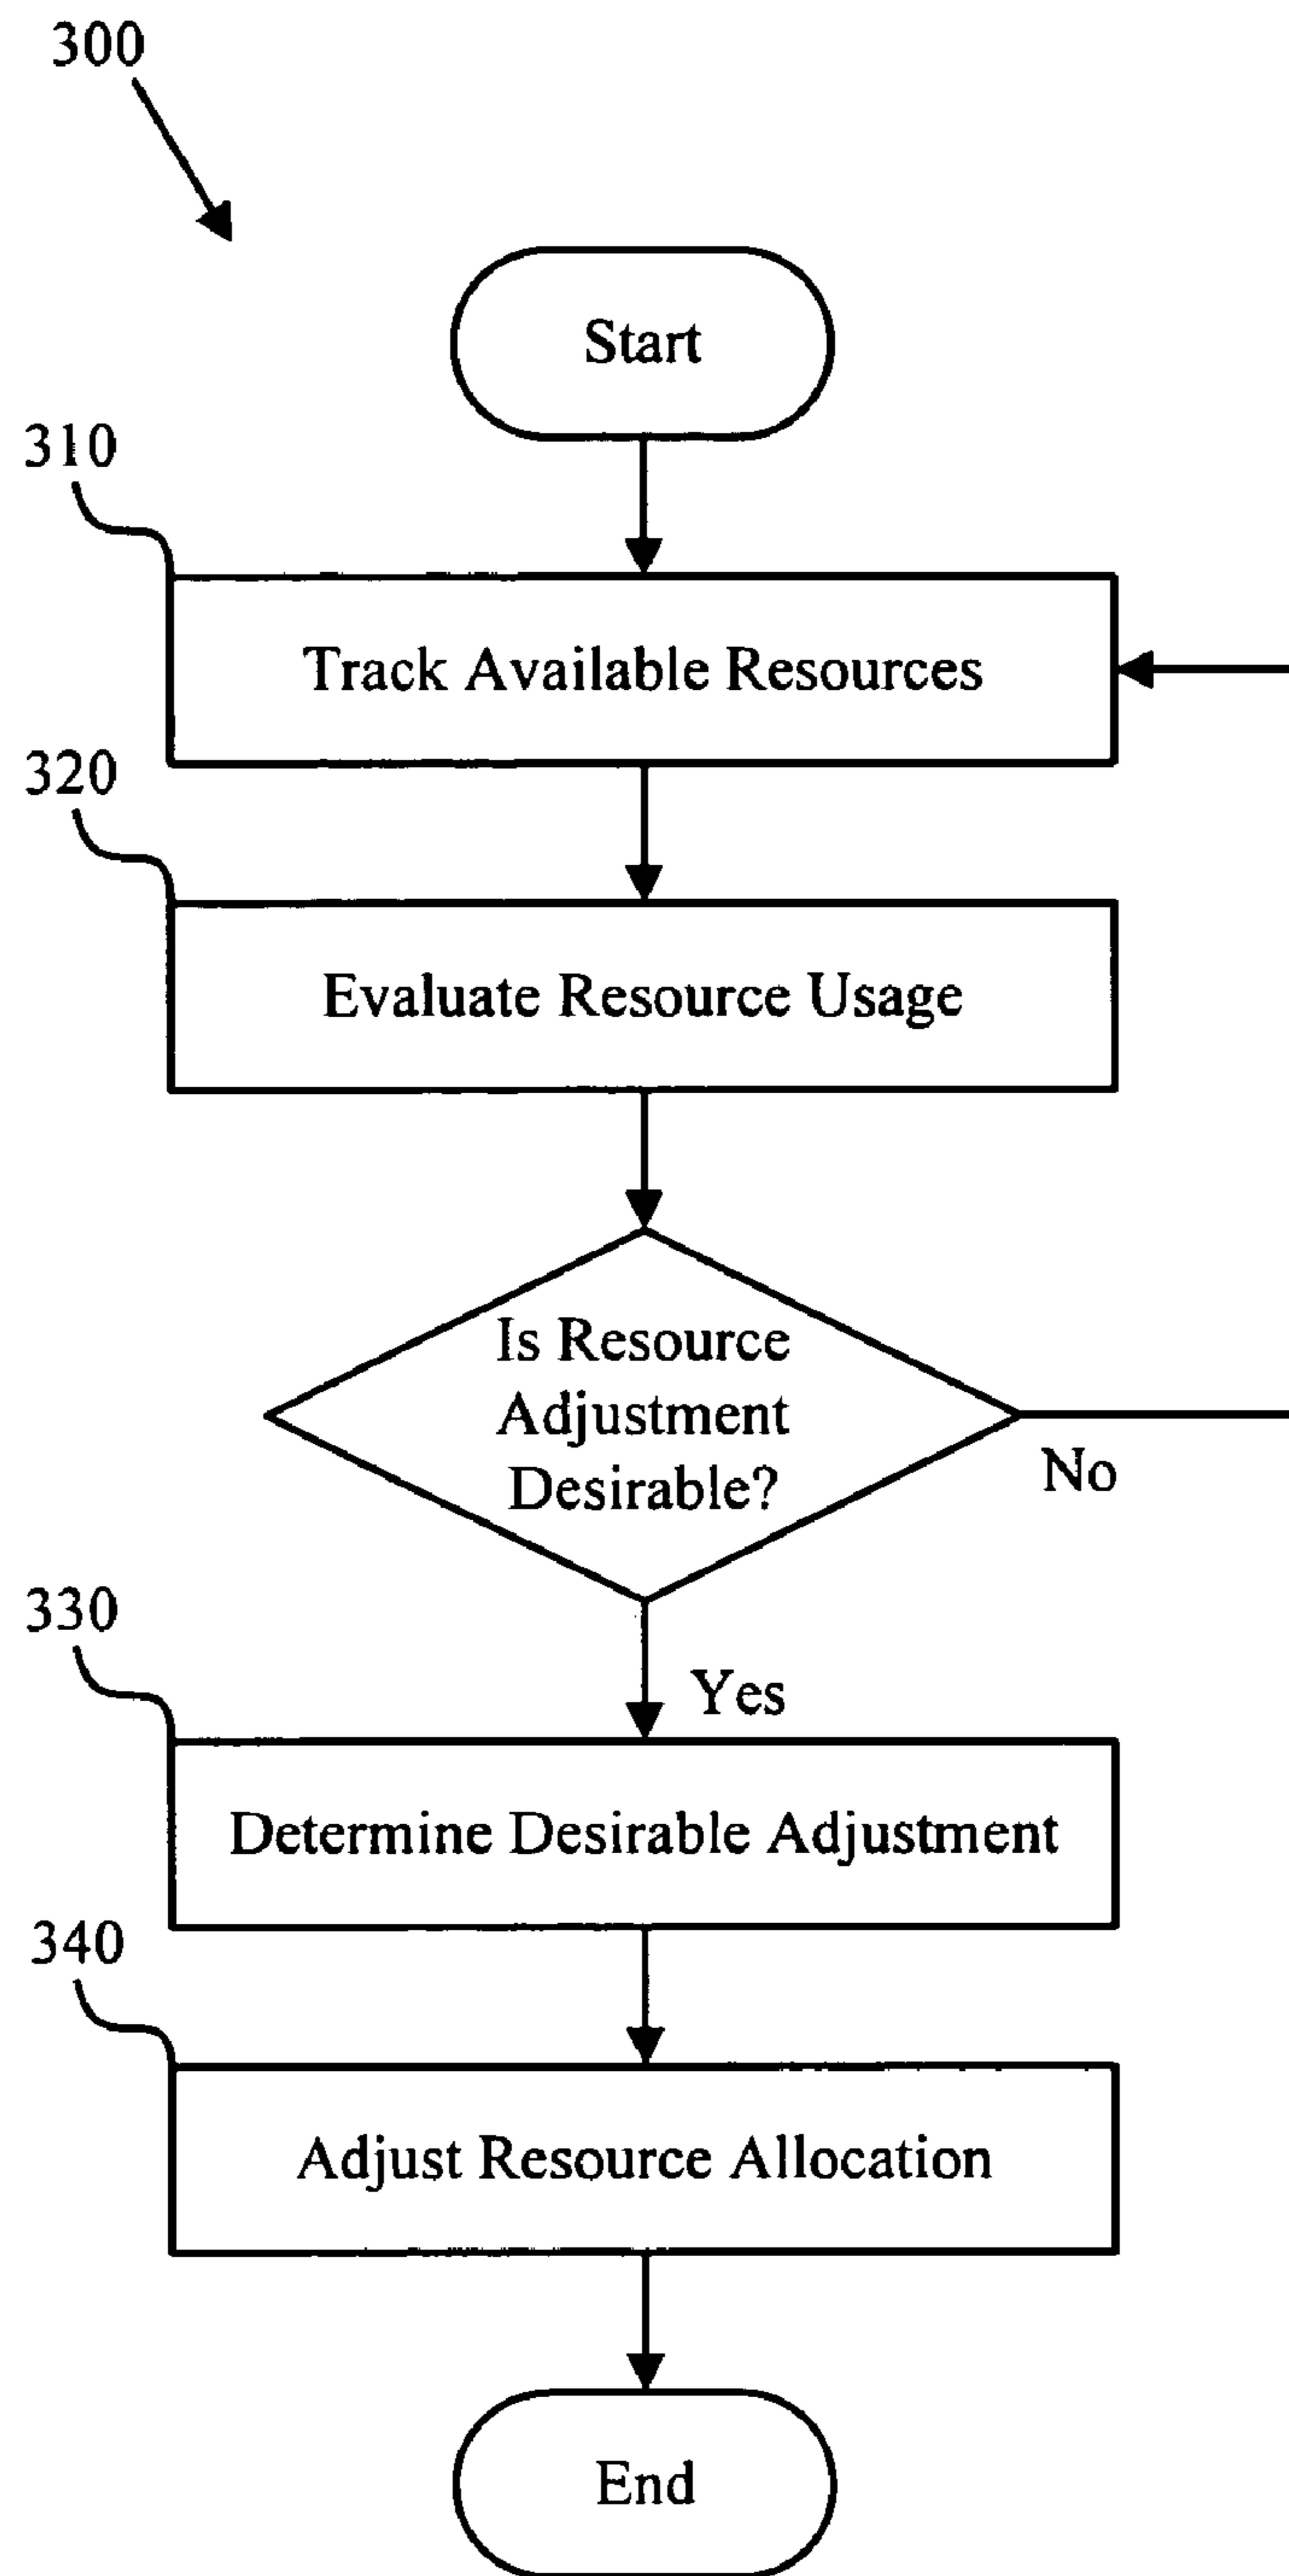 300
Start
310
Track Available Resources
320
Evaluate Resource Usage
Is Resource
Adjustment
Desirable?
No
330
Yes
Determine Desirable Adjustment
340
Adjust Resource Allocation
End